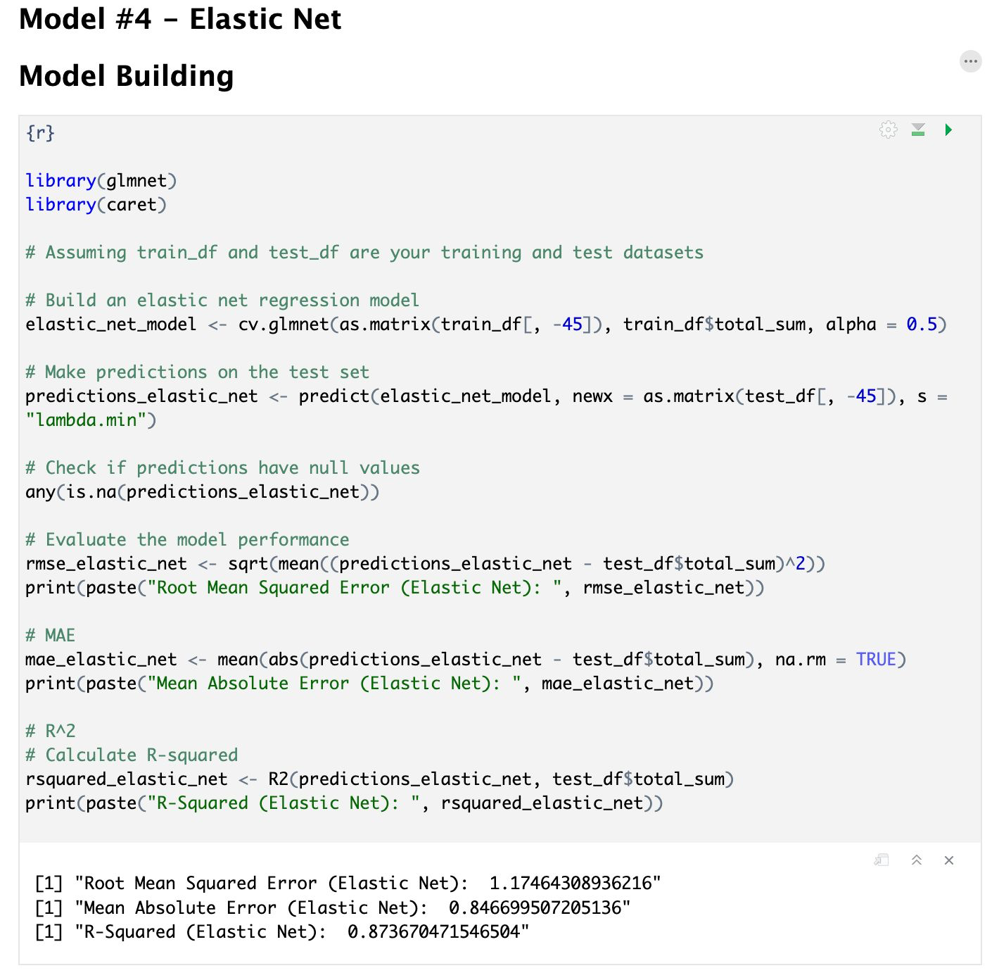 Model #4 – Elastic Net
Model Building
{r}
library(glmnet)
library(caret)
# Assuming train_df and test_df are your training and test datasets
# Build an elastic net regression model
elastic_net_model <- cv.glmnet(as.matrix(train_df[, -45]), train_df$total_sum, alpha = 0.5)
# Make predictions on the test set
predictions_elastic_net <- predict(elastic_net_model, newx = as.matrix(test_df[, -45]), s =
"lambda.min")
# Check if predictions have null values
any(is.na(predictions_elastic_net))
# Evaluate the model performance
rmse_elastic_net <- sqrt(mean((predictions_elastic_net - test_df$total_sum)^2))
print(paste("Root Mean Squared Error (Elastic Net): ", rmse_elastic_net))
# MAE
mae_elastic_net <- mean(abs(predictions_elastic_net - test_df$total_sum), na.rm = TRUE)
print(paste("Mean Absolute Error (Elastic Net): ", mae_elastic_net))
# R^2
# Calculate R-squared
rsquared_elastic_net <- R2(predictions_elastic_net, test_df$total_sum)
print(paste("R-Squared (Elastic Net): ", rsquared_elastic_net))
[1] "Root Mean Squared Error (Elastic Net):  1.17464308936216"
[1] "Mean Absolute Error (Elastic Net):  0.846699507205136"
[1] "R-Squared (Elastic Net):  0.873670471546504"